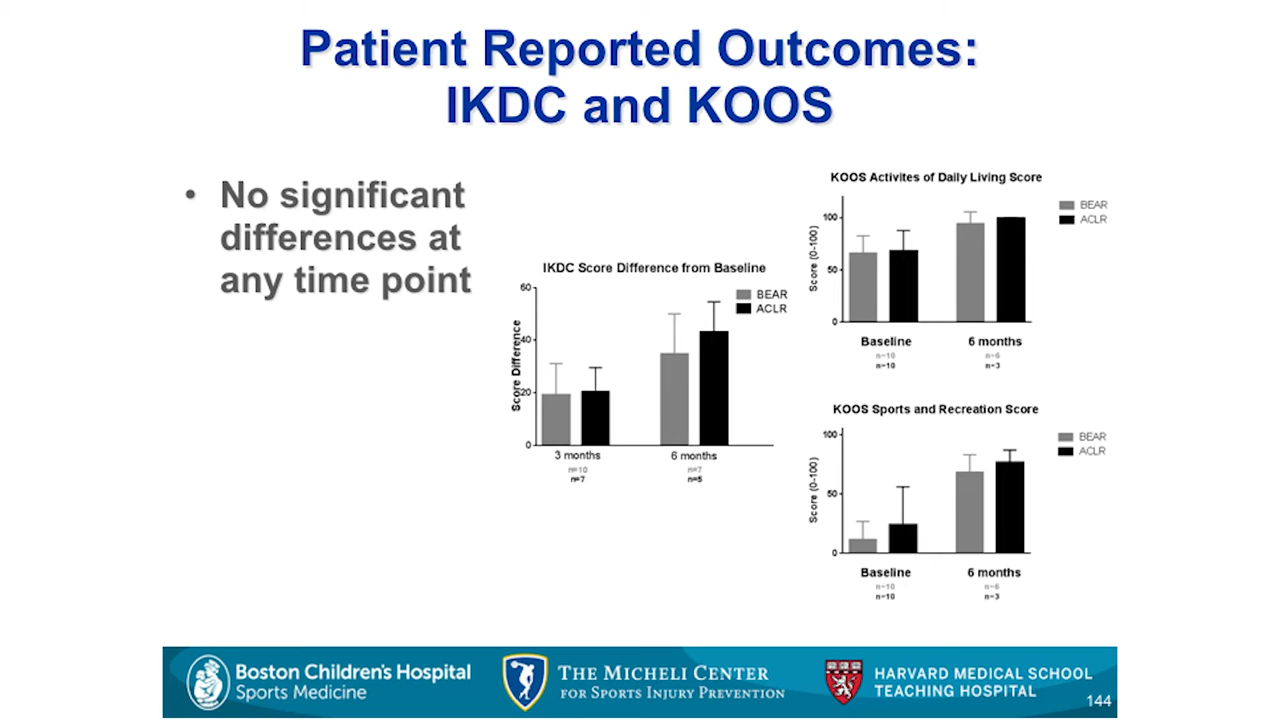 Patient Reported Outcomes:
IKDC and KOOS
• No significant
differences at
any time point
IKDC Score Difference from Baseline
Score Difference
60
40
20
0
BEAR
ACLR
3 months
6 months
n=10
n=7
n=7
n=5
KOOS Activites of Daily Living Score
Score (0-100)
100
50
0
BEAR
ACLR
Baseline
6 months
n=10
n=6
n=10
n=3
KOOS Sports and Recreation Score
Score (0-100)
100
50
0
BEAR
ACLR
Baseline
6 months
n=10
n=6
n=10
n=3
Boston Children's Hospital
Sports Medicine
THE MICHELI CENTER
FOR SPORTS INJURY PREVENTION
HARVARD MEDICAL SCHOOL
TEACHING HOSPITAL
144